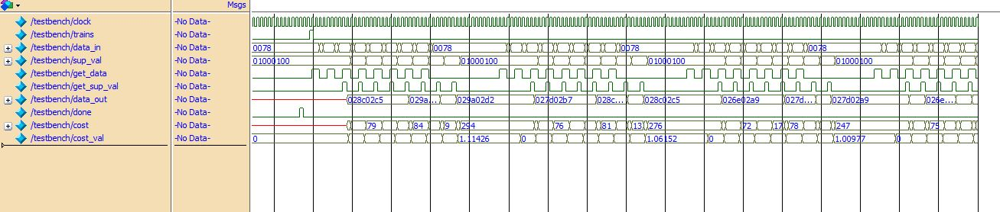 Msgs
/testbench/clock -No Data-
/testbench/trains -No Data-
/testbench/data_in -No Data- 0078 0078 0078 0078
/testbench/sup_val -No Data- 01000100 01000100 01000100 01000100
/testbench/get_data -No Data-
/testbench/get_sup_val -No Data-
/testbench/data_out -No Data- 028c02c5 029a... 029a02d2 027d02b7 028c... 028c02c5 026e02a9 027d... 027d02a9 026e...
/testbench/done -No Data-
/testbench/cost -No Data- 79 84 9 294 76 81 13 276 72 17 78 247 75
/testbench/cost_val -No Data- 0 1.11426 0 1.06152 0 1.00977 0